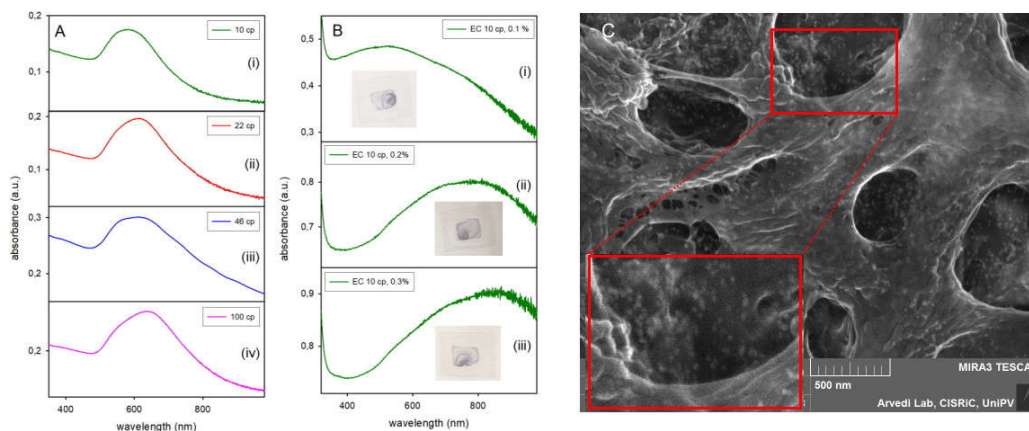 A
0,2
0,1
10 cp
(i)
0,2
0,1
22 cp
(ii)
0,3
0,2
46 cp
(iii)
0,2
100 cp
(iv)
400
600
800
absorbance (a.u.)
wavelength (nm)
B
0,5
0,4
0,3
EC 10 cp, 0.1 %
(i)
0,8
0,7
EC 10 cp, 0.2%
(ii)
0,9
0,8
EC 10 cp, 0.3%
(iii)
400
600
800
absorbance (a.u.)
wavelength (nm)
C
MIRA3 TESCA
500 nm
Arvedi Lab, CISRiC, UniPV